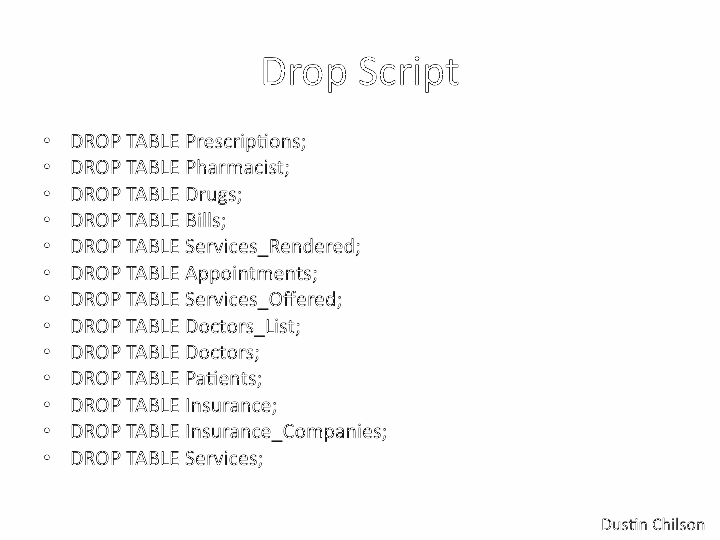 Drop Script
• DROP TABLE Prescriptions;
• DROP TABLE Pharmacist;
• DROP TABLE Drugs;
• DROP TABLE Bills;
• DROP TABLE Services_Rendered;
• DROP TABLE Appointments;
• DROP TABLE Services_Offered;
• DROP TABLE Doctors_List;
• DROP TABLE Doctors;
• DROP TABLE Patients;
• DROP TABLE Insurance;
• DROP TABLE Insurance_Companies;
• DROP TABLE Services;
Dustin Chilson